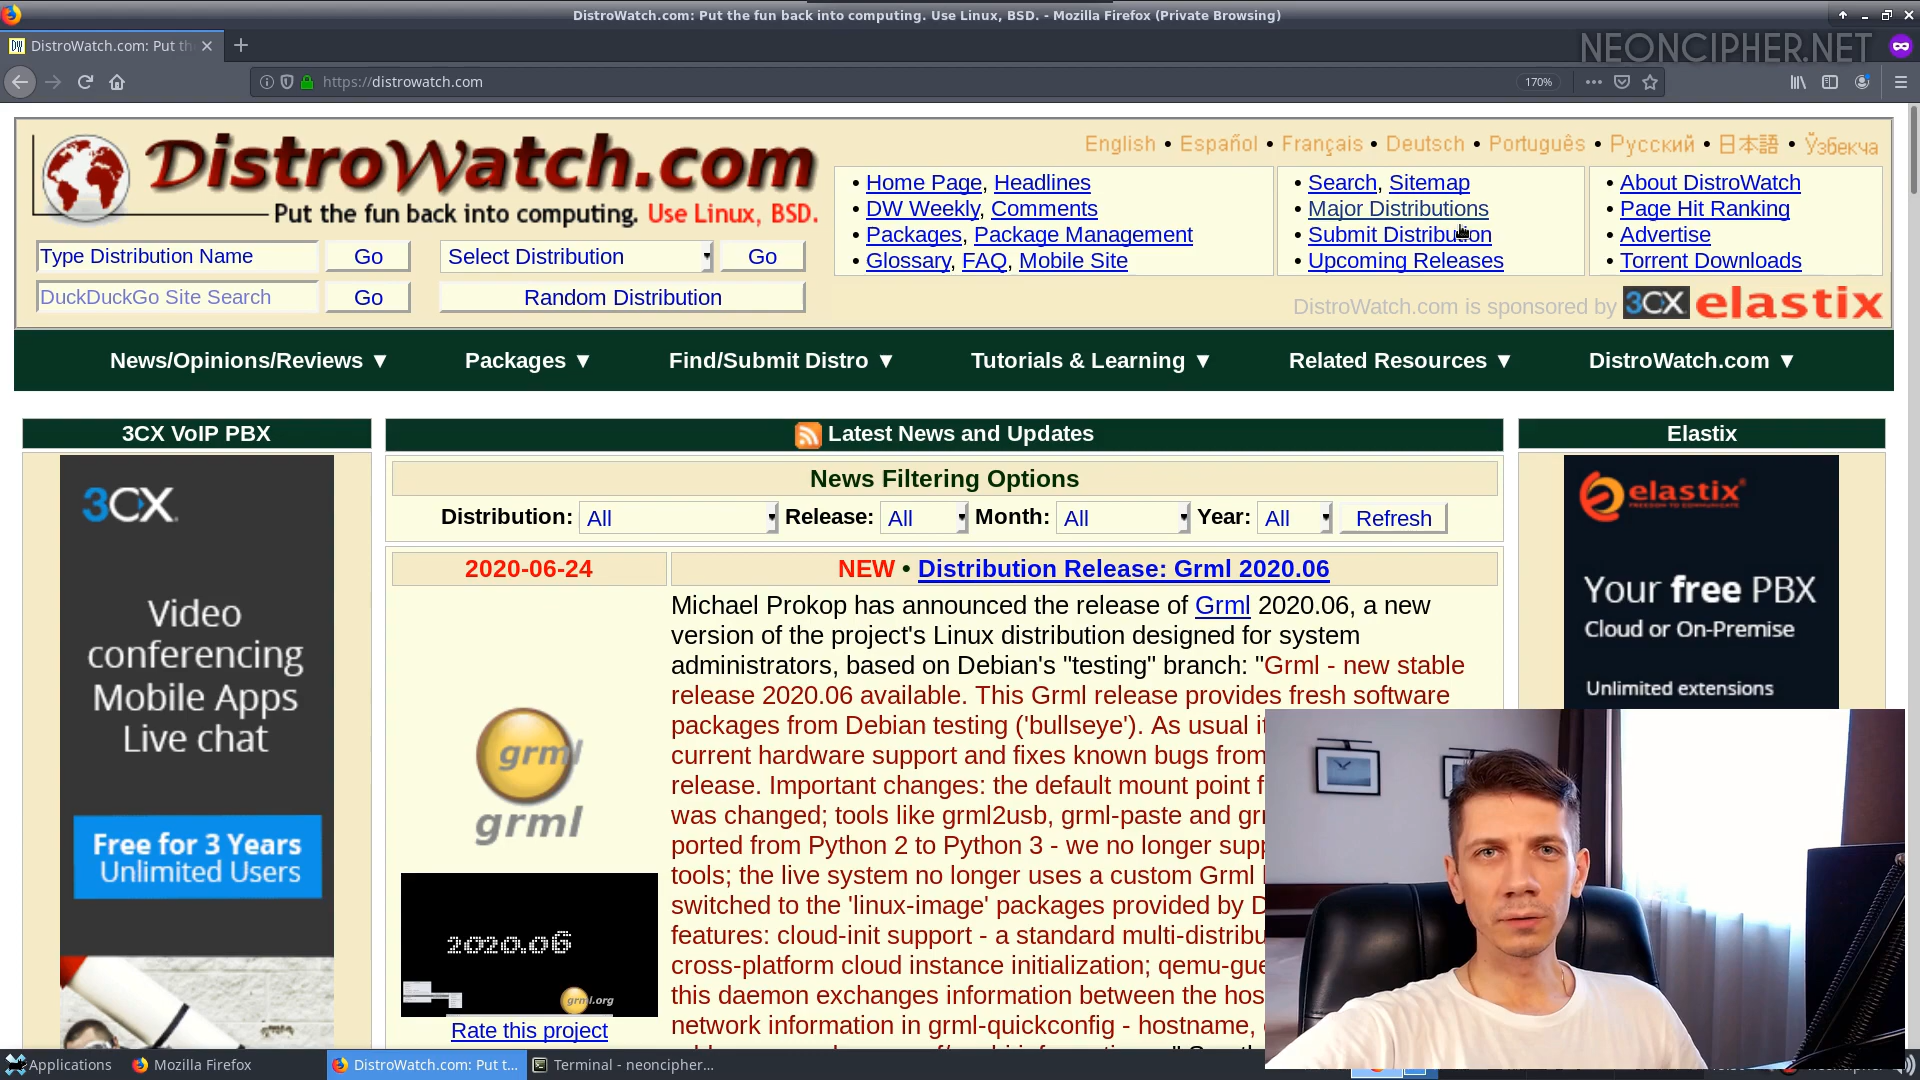 DistroWatch.com: Put the fun back into computing. Use Linux, BSD. - Mozilla Firefox (Private Browsing)
DistroWatch.com: Put th
NEONCIPHER.NET
https://distrowatch.com
170%
DistroWatch.com
Put the fun back into computing. Use Linux, BSD.
English • Español • Français • Deutsch • Português • Русский • 日本語 • Ўзбекча
• Home Page, Headlines
• DW Weekly, Comments
• Packages, Package Management
• Glossary, FAQ, Mobile Site
• Search, Sitemap
• Major Distributions
• Submit Distribution
• Upcoming Releases
• About DistroWatch
• Page Hit Ranking
• Advertise
• Torrent Downloads
Type Distribution Name
Go
Select Distribution
Go
DuckDuckGo Site Search
Go
Random Distribution
DistroWatch.com is sponsored by 3CX elastix
News/Opinions/Reviews ▼
Packages ▼
Find/Submit Distro ▼
Tutorials & Learning ▼
Related Resources ▼
DistroWatch.com ▼
3CX VoIP PBX
3CX
Video
conferencing
Mobile Apps
Live chat
Free for 3 Years
Unlimited Users
Latest News and Updates
News Filtering Options
Distribution: All Release: All Month: All Year: All Refresh
2020-06-24
NEW • Distribution Release: Grml 2020.06
grml
grml
2020.06
grml.org
Rate this project
Michael Prokop has announced the release of Grml 2020.06, a new
version of the project's Linux distribution designed for system
administrators, based on Debian's "testing" branch: "Grml - new stable
release 2020.06 available. This Grml release provides fresh software
packages from Debian testing ('bullseye'). As usual i
current hardware support and fixes known bugs from
release. Important changes: the default mount point f
was changed; tools like grml2usb, grml-paste and gr
ported from Python 2 to Python 3 - we no longer supp
tools; the live system no longer uses a custom Grml
switched to the 'linux-image' packages provided by D
features: cloud-init support - a standard multi-distribu
cross-platform cloud instance initialization; qemu-gue
this daemon exchanges information between the hos
network information in grml-quickconfig - hostname,
Elastix
elastix
FREEDOM TO COMMUNICATE
Your free PBX
Cloud or On-Premise
Unlimited extensions
Applications
Mozilla Firefox
DistroWatch.com: Put t...
Terminal - neoncipher...